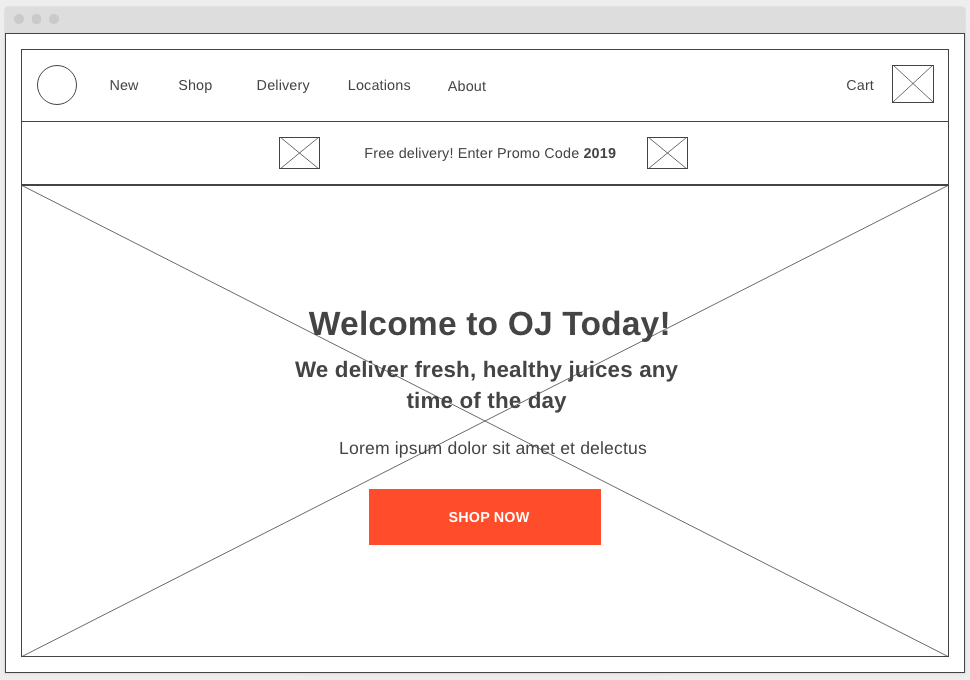 New Shop Delivery Locations About Cart
Free delivery! Enter Promo Code 2019
Welcome to OJ Today!
We deliver fresh, healthy juices any
time of the day
Lorem ipsum dolor sit amet et delectus
SHOP NOW